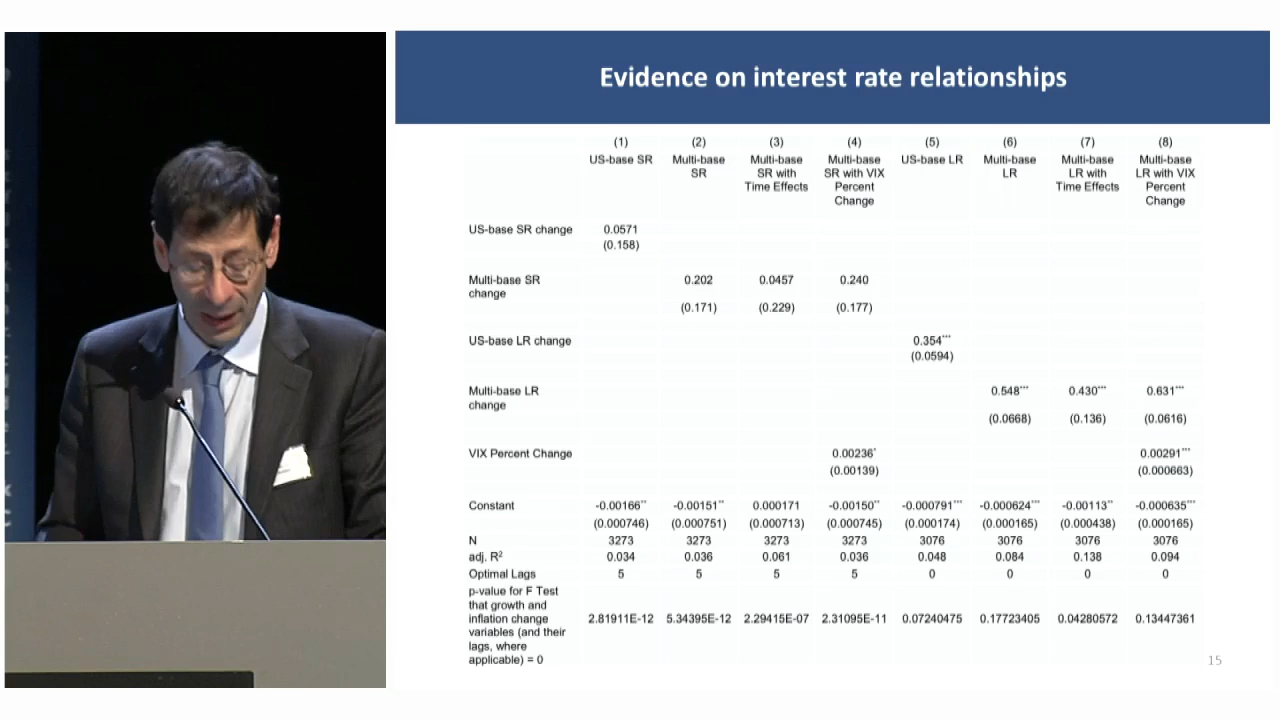 Evidence on interest rate relationships
(1) (2) (3) (4) (5) (6) (7) (8)
US-base SR Multi-base SR Multi-base SR with Time Effects Multi-base SR with VIX Percent Change US-base LR Multi-base LR Multi-base LR with Time Effects Multi-base LR with VIX Percent Change
US-base SR change 0.0571
(0.158)
Multi-base SR change 0.202 0.0457 0.240
(0.171) (0.229) (0.177)
US-base LR change 0.354***
(0.0594)
Multi-base LR change 0.548*** 0.430*** 0.631***
(0.0668) (0.136) (0.0616)
VIX Percent Change 0.00236* 0.00291***
(0.00139) (0.000663)
Constant -0.00166** -0.00151** 0.000171 -0.00150** -0.000791*** -0.000624*** -0.00113** -0.000635***
(0.000746) (0.000751) (0.000713) (0.000745) (0.000174) (0.000165) (0.000438) (0.000165)
N 3273 3273 3273 3273 3076 3076 3076 3076
adj. R² 0.034 0.036 0.061 0.036 0.048 0.084 0.138 0.094
Optimal Lags 5 5 5 5 0 0 0 0
p-value for F Test that growth and inflation change variables (and their lags, where applicable) = 0 2.81911E-12 5.34395E-12 2.29415E-07 2.31095E-11 0.07240475 0.17723405 0.04280572 0.13447361
15